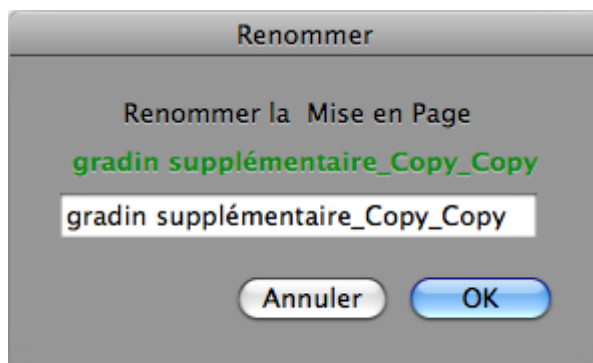 Renommer
Renommer la  Mise en Page
gradin supplémentaire_Copy_Copy
gradin supplémentaire_Copy_Copy
Annuler OK